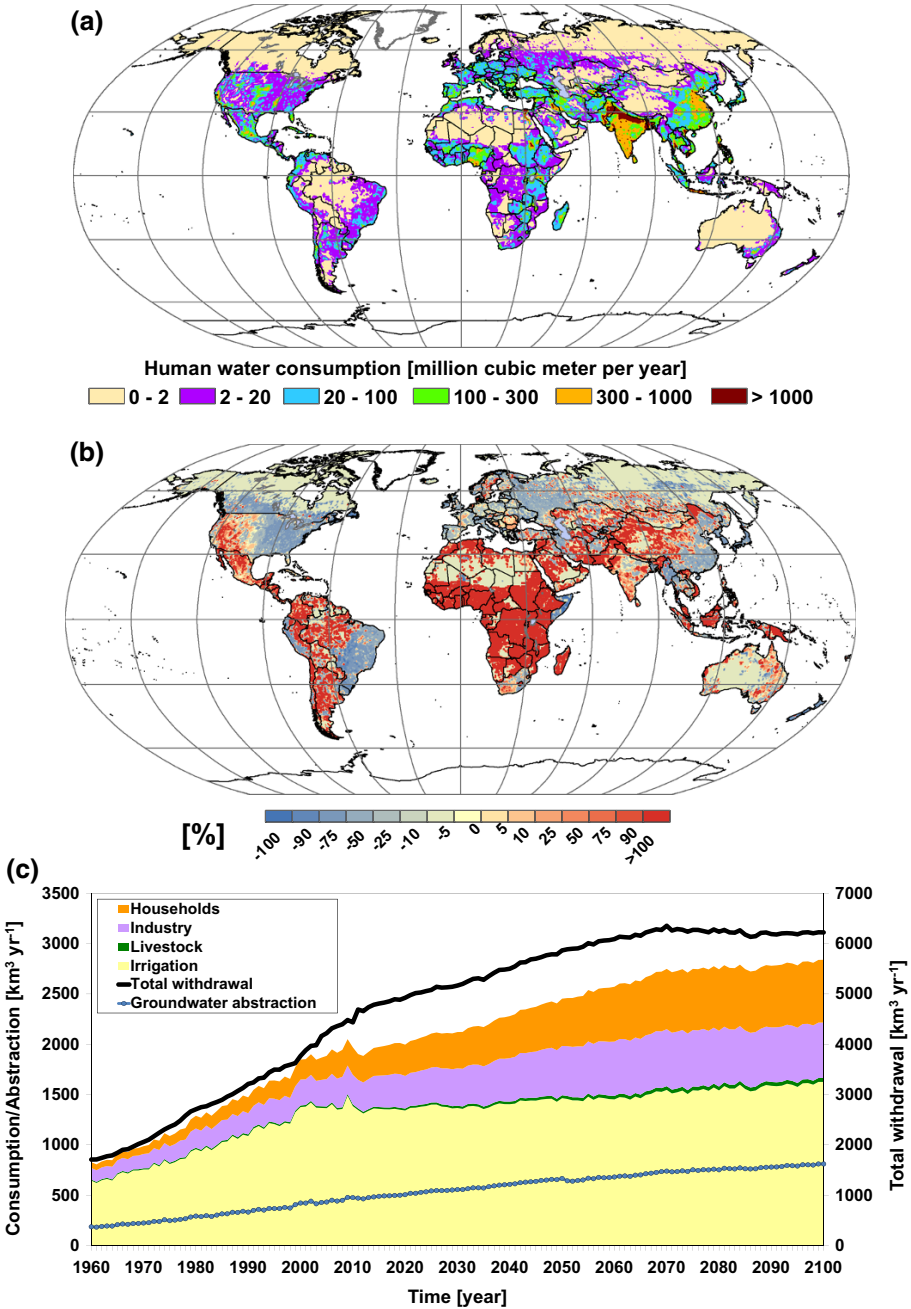 (a)
Human water consumption [million cubic meter per year]
0 - 2 2 - 20 20 - 100 100 - 300 300 - 1000 > 1000
(b)
[%]
-100 -90 -75 -50 -25 -10 -5 0 5 10 25 50 75 90 >100
(c)
3500 7000
Households
Industry
Livestock
Irrigation
Total withdrawal
Groundwater abstraction
3000 6000
2500 5000
2000 4000
1500 3000
1000 2000
500 1000
0 0
Consumption/Abstraction [km³ yr⁻¹]
Total withdrawal [km³ yr⁻¹]
1960 1970 1980 1990 2000 2010 2020 2030 2040 2050 2060 2070 2080 2090 2100
Time [year]